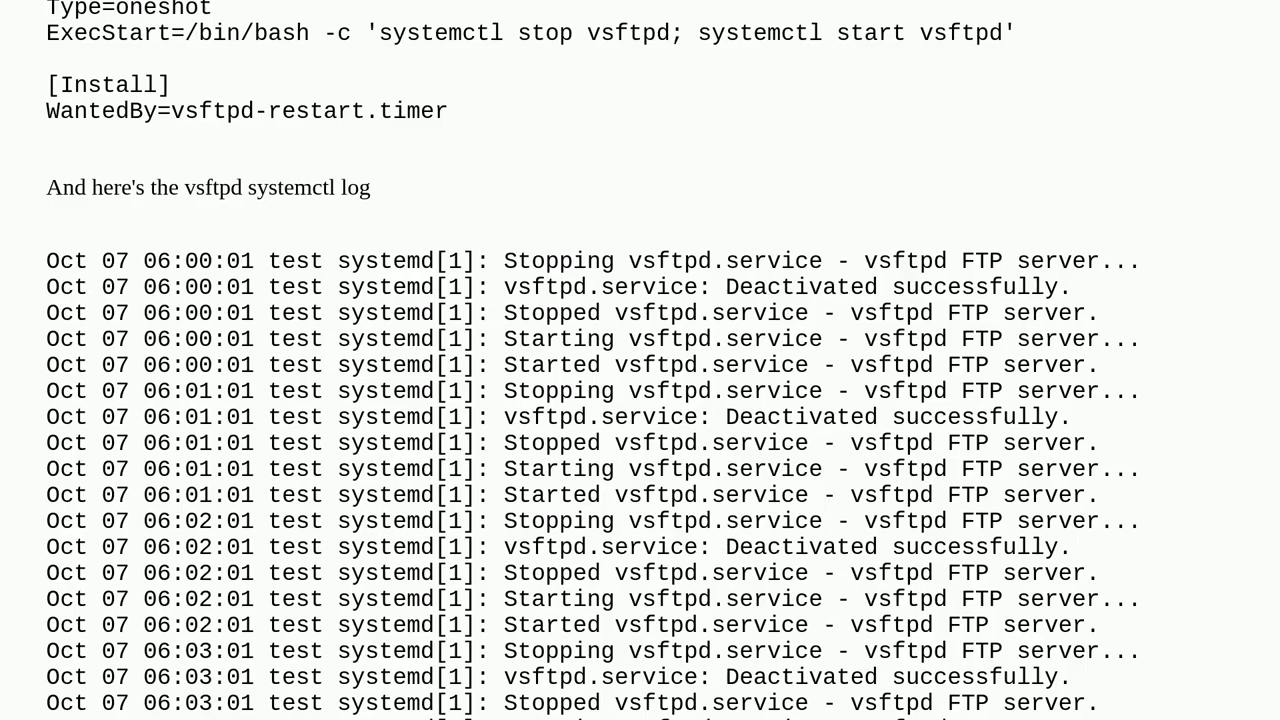 Type=oneshot
ExecStart=/bin/bash -c 'systemctl stop vsftpd; systemctl start vsftpd'
[Install]
WantedBy=vsftpd-restart.timer
And here's the vsftpd systemctl log
Oct 07 06:00:01 test systemd[1]: Stopping vsftpd.service - vsftpd FTP server...
Oct 07 06:00:01 test systemd[1]: vsftpd.service: Deactivated successfully.
Oct 07 06:00:01 test systemd[1]: Stopped vsftpd.service - vsftpd FTP server.
Oct 07 06:00:01 test systemd[1]: Starting vsftpd.service - vsftpd FTP server...
Oct 07 06:00:01 test systemd[1]: Started vsftpd.service - vsftpd FTP server.
Oct 07 06:01:01 test systemd[1]: Stopping vsftpd.service - vsftpd FTP server...
Oct 07 06:01:01 test systemd[1]: vsftpd.service: Deactivated successfully.
Oct 07 06:01:01 test systemd[1]: Stopped vsftpd.service - vsftpd FTP server.
Oct 07 06:01:01 test systemd[1]: Starting vsftpd.service - vsftpd FTP server...
Oct 07 06:01:01 test systemd[1]: Started vsftpd.service - vsftpd FTP server.
Oct 07 06:02:01 test systemd[1]: Stopping vsftpd.service - vsftpd FTP server...
Oct 07 06:02:01 test systemd[1]: vsftpd.service: Deactivated successfully.
Oct 07 06:02:01 test systemd[1]: Stopped vsftpd.service - vsftpd FTP server.
Oct 07 06:02:01 test systemd[1]: Starting vsftpd.service - vsftpd FTP server...
Oct 07 06:02:01 test systemd[1]: Started vsftpd.service - vsftpd FTP server.
Oct 07 06:03:01 test systemd[1]: Stopping vsftpd.service - vsftpd FTP server...
Oct 07 06:03:01 test systemd[1]: vsftpd.service: Deactivated successfully.
Oct 07 06:03:01 test systemd[1]: Stopped vsftpd.service - vsftpd FTP server.